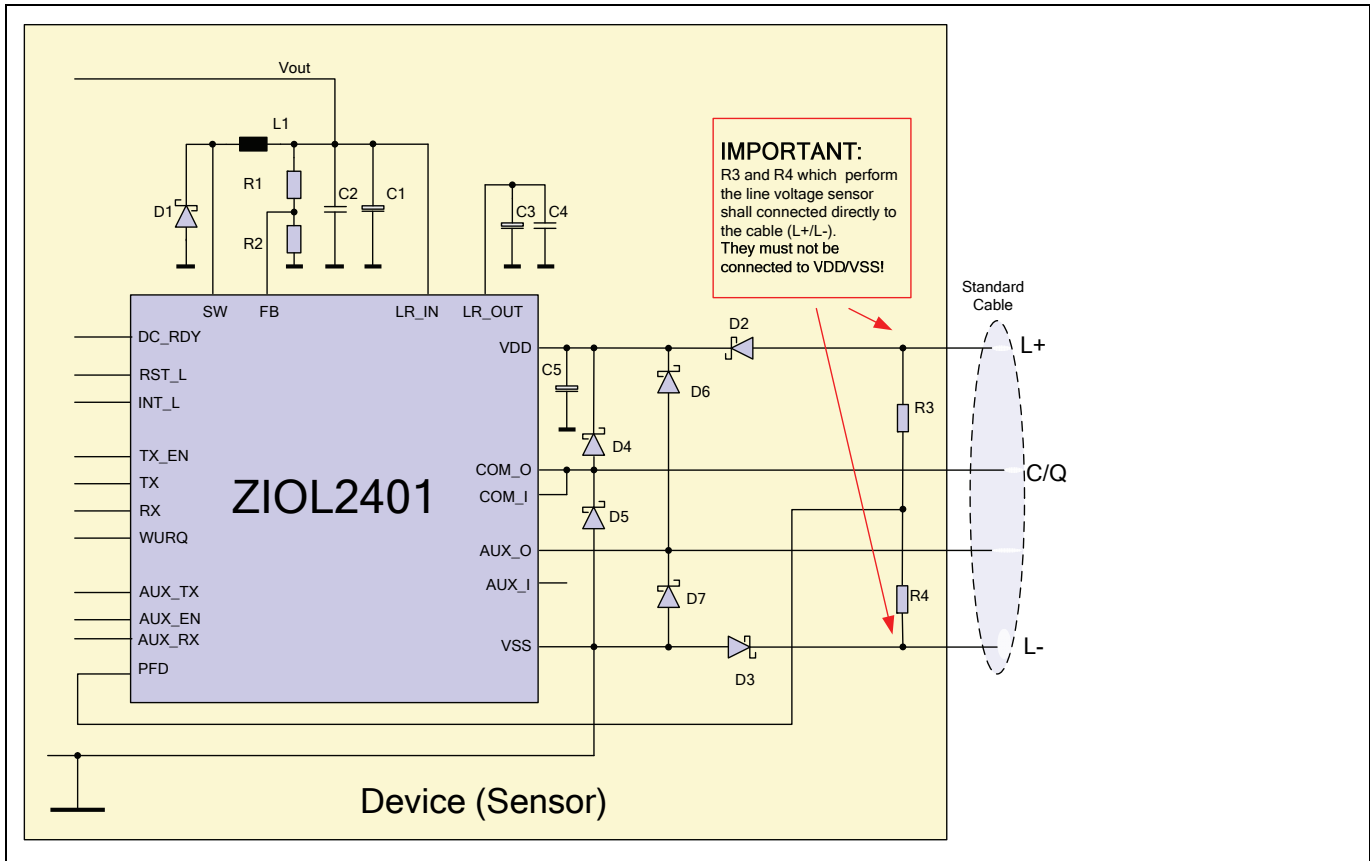 Vout
L1
R1
C2
C1
D1
R2
C3
C4
IMPORTANT:
R3 and R4 which perform
the line voltage sensor
shall connected directly to
the cable (L+/L-).
They must not be
connected to VDD/VSS!
Standard
Cable
SW
FB
LR_IN
LR_OUT
D2
DC_RDY
VDD
L+
RST_L
C5
D6
INT_L
R3
D4
TX_EN
COM_O
C/Q
TX
ZIOL2401
COM_I
RX
D5
WURQ
AUX_O
AUX_I
AUX_TX
D7
R4
AUX_EN
AUX_RX
VSS
L-
PFD
D3
Device (Sensor)